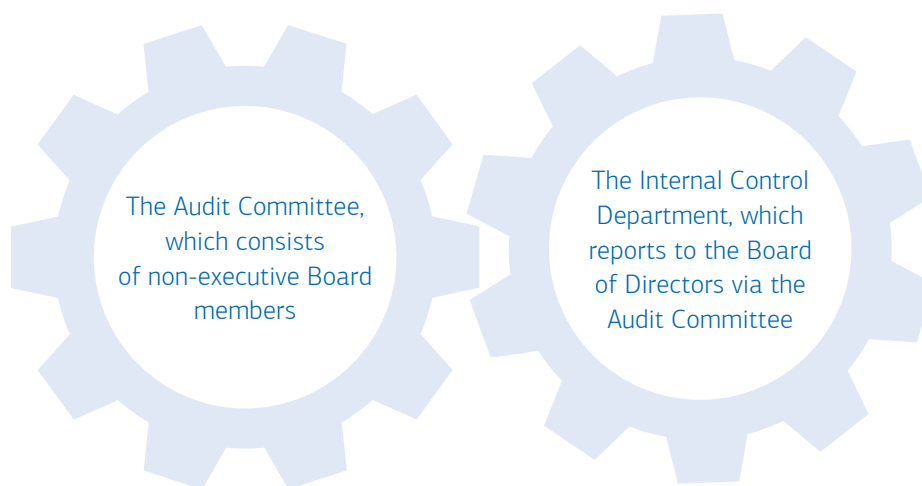 The Audit Committee,
which consists
of non-executive Board
members
The Internal Control
Department, which
reports to the Board
of Directors via the
Audit Committee